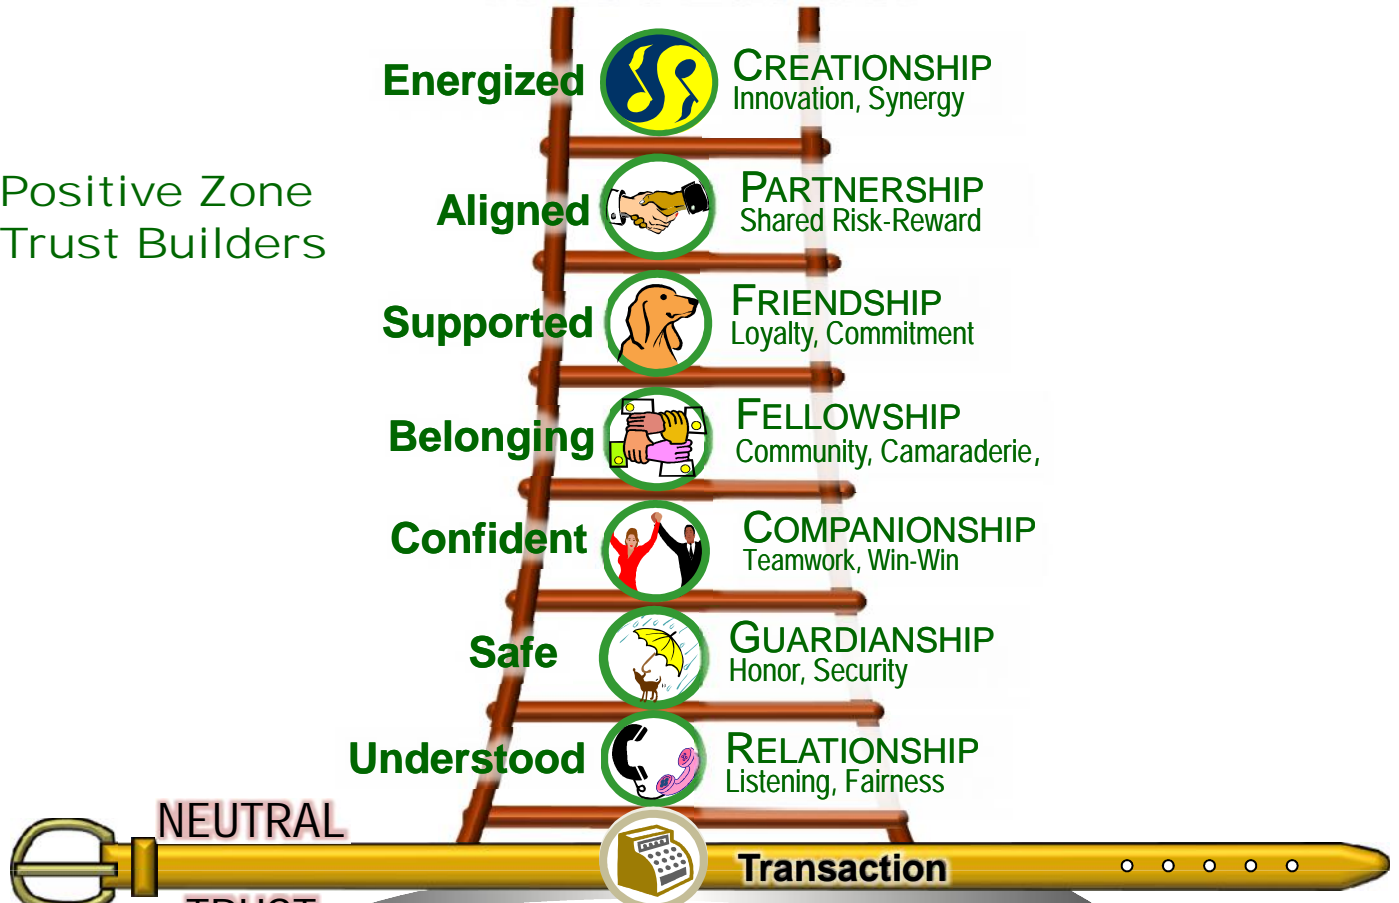 Energized
CREATIONSHIP
Innovation, Synergy
Positive Zone
Trust Builders
Aligned
PARTNERSHIP
Shared Risk-Reward
Supported
FRIENDSHIP
Loyalty, Commitment
Belonging
FELLOWSHIP
Community, Camaraderie,
Confident
COMPANIONSHIP
Teamwork, Win-Win
Safe
GUARDIANSHIP
Honor, Security
Understood
RELATIONSHIP
Listening, Fairness
NEUTRAL
Transaction
TRUST